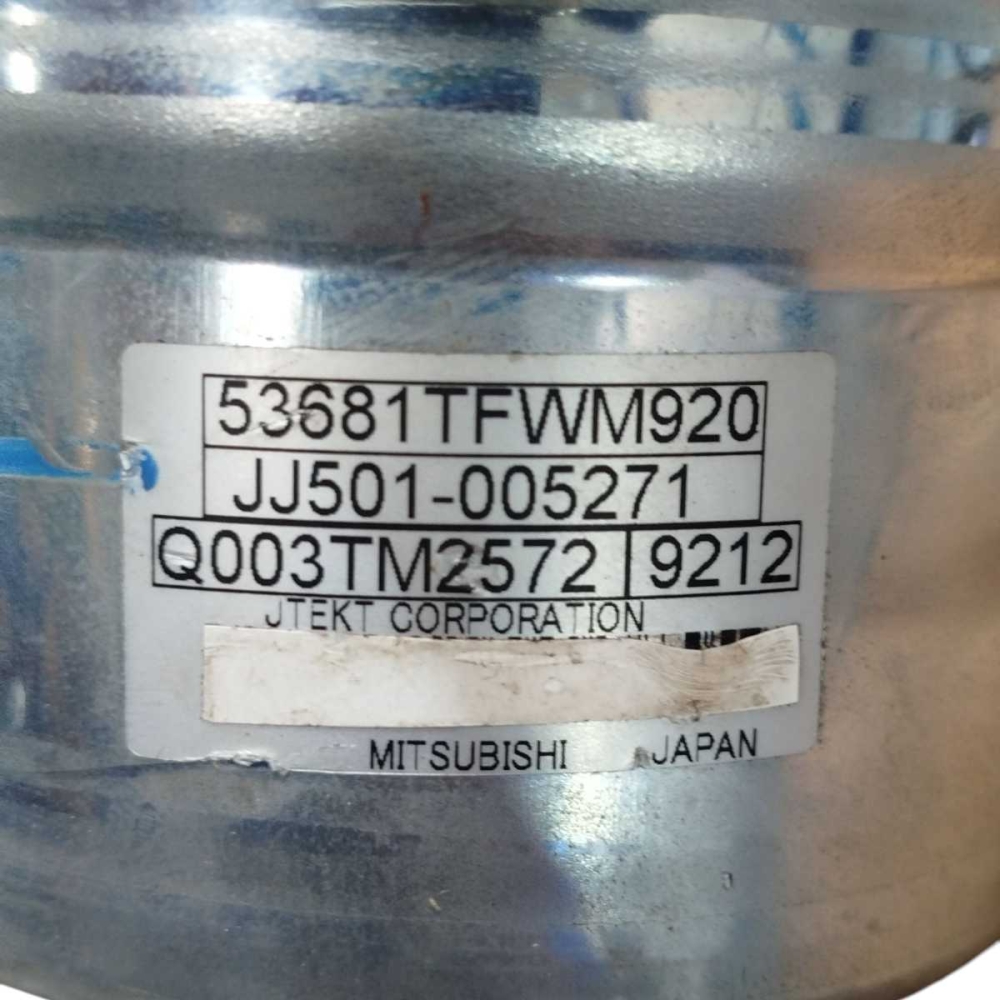 53681TFWM920
JJ501-005271
Q003TM2572 9212
JTEKT CORPORATION
MITSUBISHI JAPAN